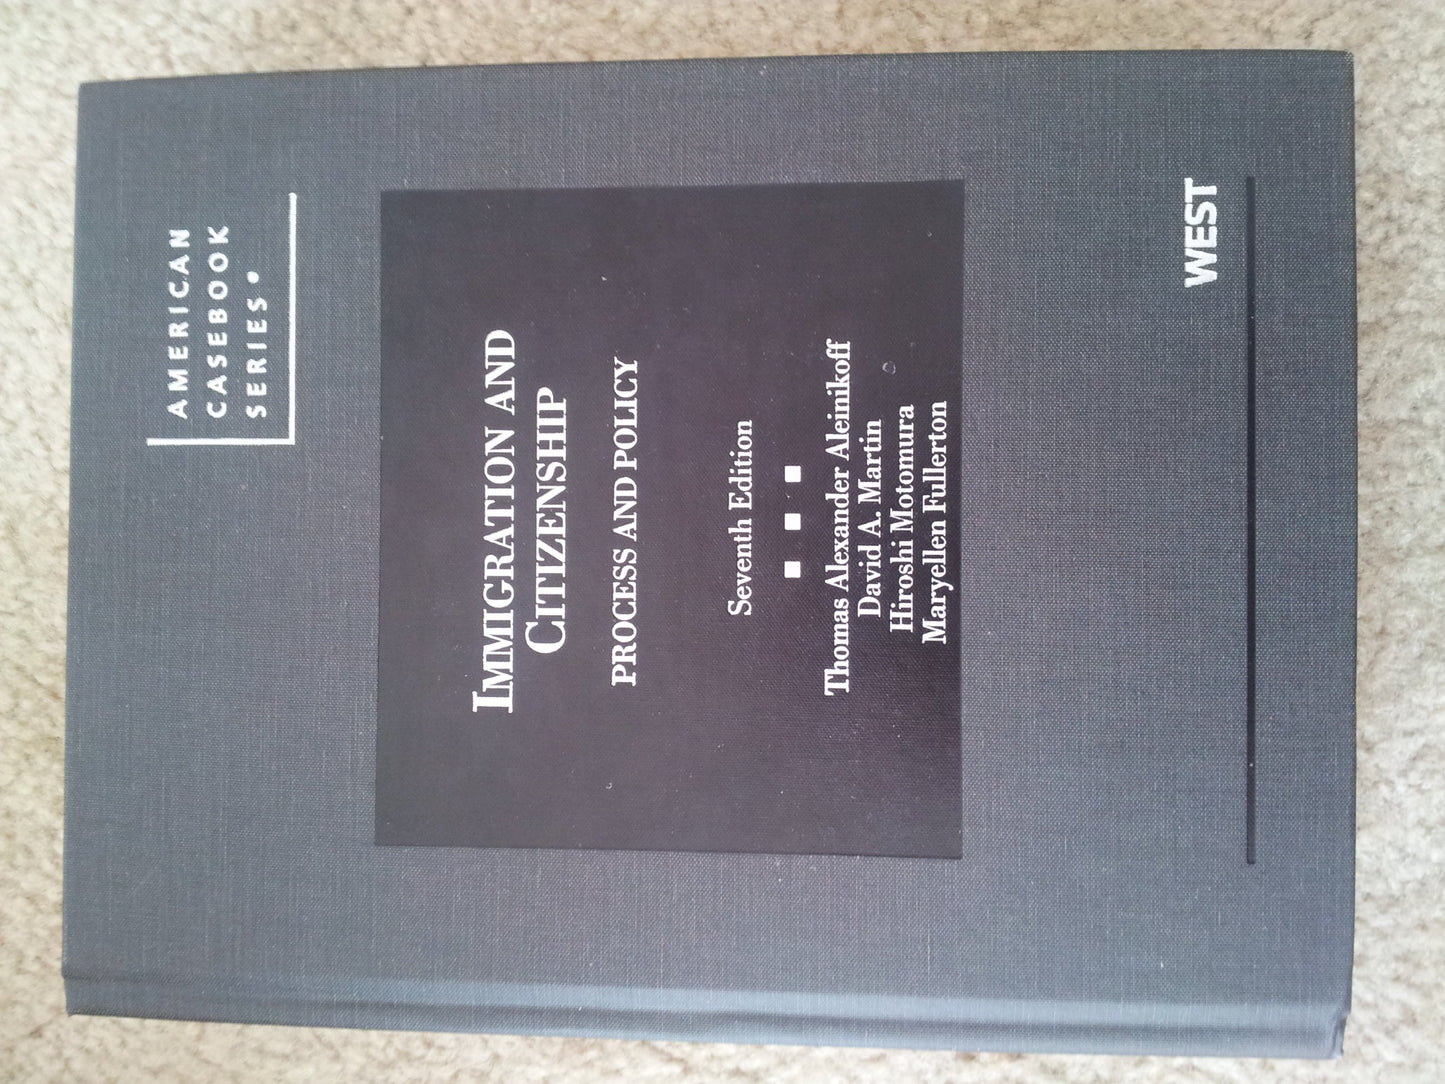 AMERICAN
CASEBOOK
SERIES®
IMMIGRATION AND
CITIZENSHIP
PROCESS AND POLICY
Seventh Edition
Thomas Alexander Aleinikoff
David A. Martin
Hiroshi Motomura
Maryellen Fullerton
WEST